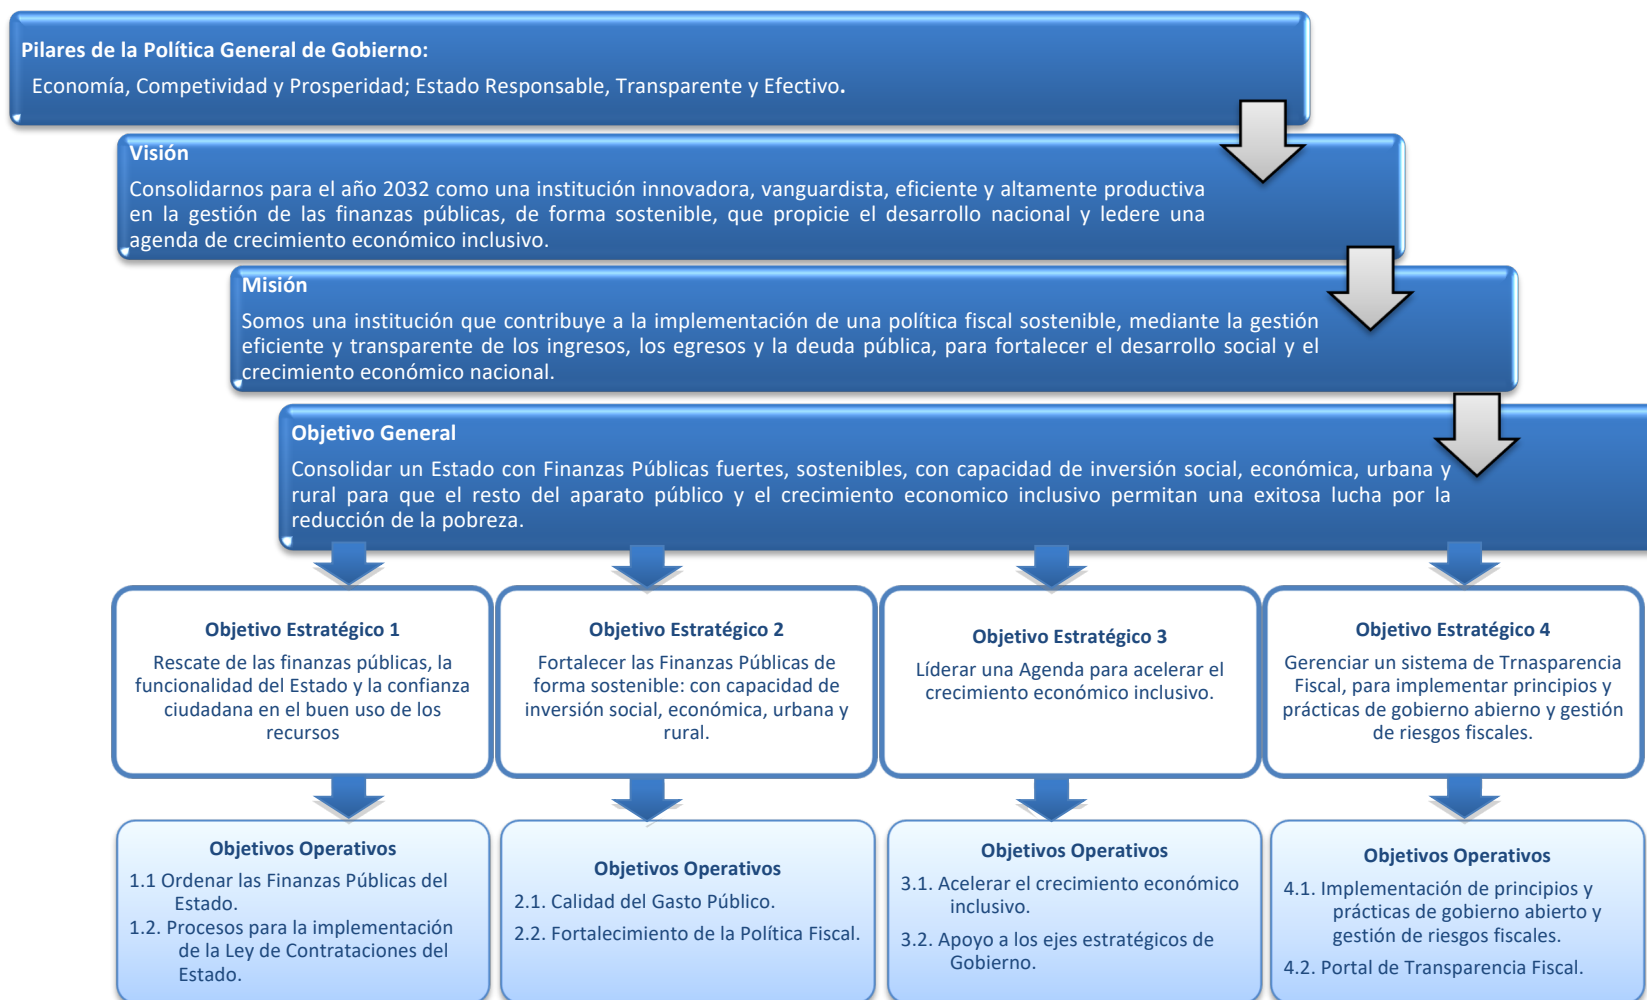 Pilares de la Política General de Gobierno:
Economía, Competividad y Prosperidad; Estado Responsable, Transparente y Efectivo.
Visión
Consolidarnos para el año 2032 como una institución innovadora, vanguardista, eficiente y altamente productiva
en la gestión de las finanzas públicas, de forma sostenible, que propicie el desarrollo nacional y ledere una
agenda de crecimiento económico inclusivo.
Misión
Somos una institución que contribuye a la implementación de una política fiscal sostenible, mediante la gestión
eficiente y transparente de los ingresos, los egresos y la deuda pública, para fortalecer el desarrollo social y el
crecimiento económico nacional.
Objetivo General
Consolidar un Estado con Finanzas Públicas fuertes, sostenibles, con capacidad de inversión social, económica, urbana y
rural para que el resto del aparato público y el crecimiento economico inclusivo permitan una exitosa lucha por la
reducción de la pobreza.
Objetivo Estratégico 1
Rescate de las finanzas públicas, la
funcionalidad del Estado y la confianza
ciudadana en el buen uso de los
recursos
Objetivo Estratégico 2
Fortalecer las Finanzas Públicas de
forma sostenible: con capacidad de
inversión social, económica, urbana y
rural.
Objetivo Estratégico 3
Líderar una Agenda para acelerar el
crecimiento económico inclusivo.
Objetivo Estratégico 4
Gerenciar un sistema de Trnasparencia
Fiscal, para implementar principios y
prácticas de gobierno abierno y gestión
de riesgos fiscales.
Objetivos Operativos
1.1 Ordenar las Finanzas Públicas del
Estado.
1.2. Procesos para la implementación
de la Ley de Contrataciones del
Estado.
Objetivos Operativos
2.1. Calidad del Gasto Público.
2.2. Fortalecimiento de la Política Fiscal.
Objetivos Operativos
3.1. Acelerar el crecimiento económico
inclusivo.
3.2. Apoyo a los ejes estratégicos de
Gobierno.
Objetivos Operativos
4.1. Implementación de principios y
prácticas de gobierno abierto y
gestión de riesgos fiscales.
4.2. Portal de Transparencia Fiscal.